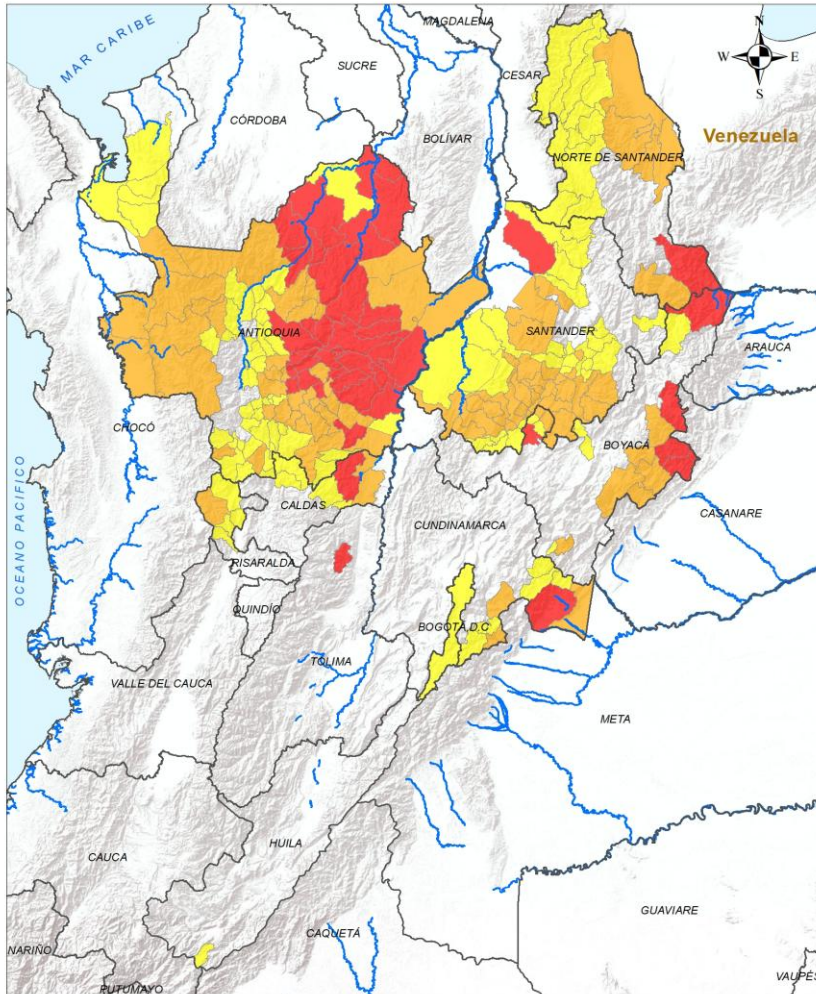 MAR CARIBE
MAGDALENA
N
W E
S
SUCRE
CESAR
CÓRDOBA
BOLÍVAR
Venezuela
NORTE DE SANTANDER
ANTIOQUIA
SANTANDER
ARAUCA
CHOCÓ
BOYACÁ
OCEANO PACIFICO
CALDAS
CUNDINAMARCA
CASANARE
RISARALDA
QUINDÍO
BOGOTÁ, D.C
TOLIMA
VALLE DEL CAUCA
META
HUILA
CAUCA
GUAVIARE
CAQUETÁ
NARIÑO
PUTUMAYO
VAUPÉS